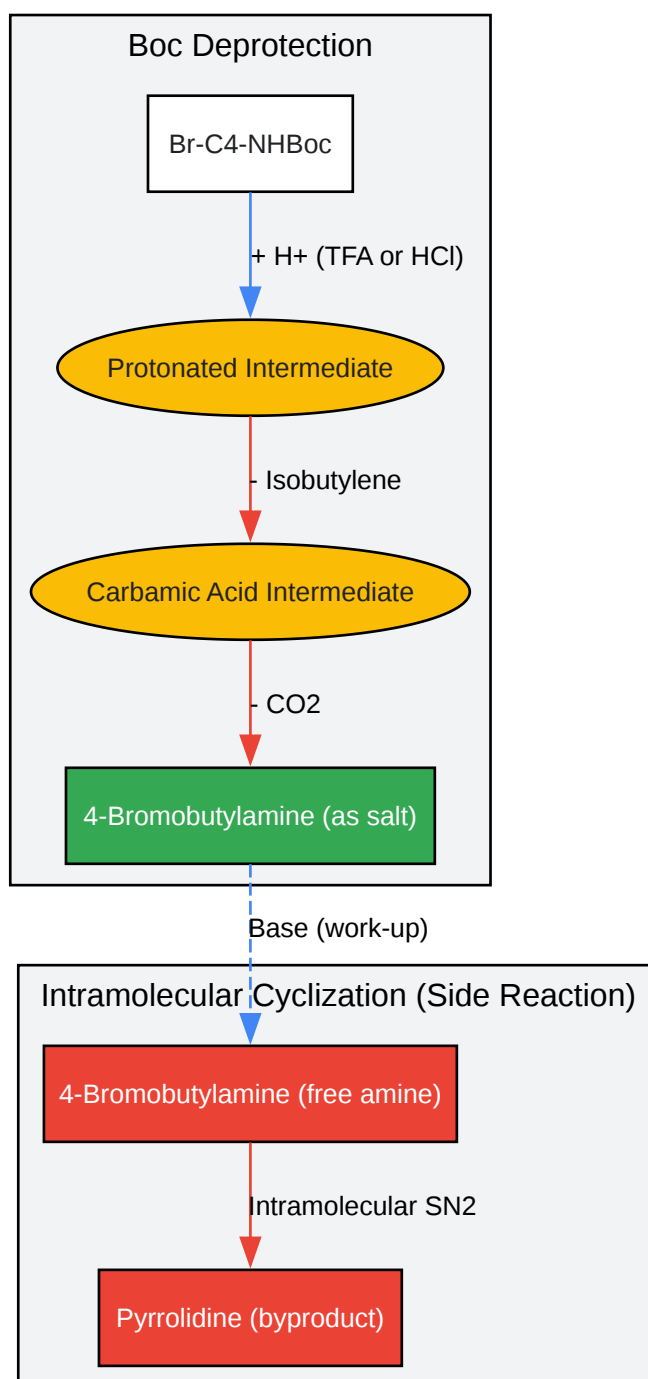 Boc Deprotection
Br-C4-NHBoc
+ H+ (TFA or HCl)
Protonated Intermediate
- Isobutylene
Carbamic Acid Intermediate
- CO2
4-Bromobutylamine (as salt)
Base (work-up)
Intramolecular Cyclization (Side Reaction)
4-Bromobutylamine (free amine)
Intramolecular SN2
Pyrrolidine (byproduct)